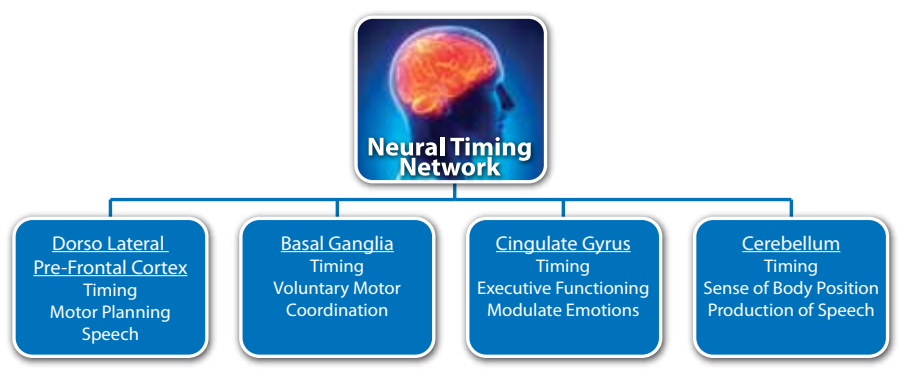 Neural Timing
Network
Dorso Lateral
Pre-Frontal Cortex
Timing
Motor Planning
Speech
Basal Ganglia
Timing
Voluntary Motor
Coordination
Cingulate Gyrus
Timing
Executive Functioning
Modulate Emotions
Cerebellum
Timing
Sense of Body Position
Production of Speech